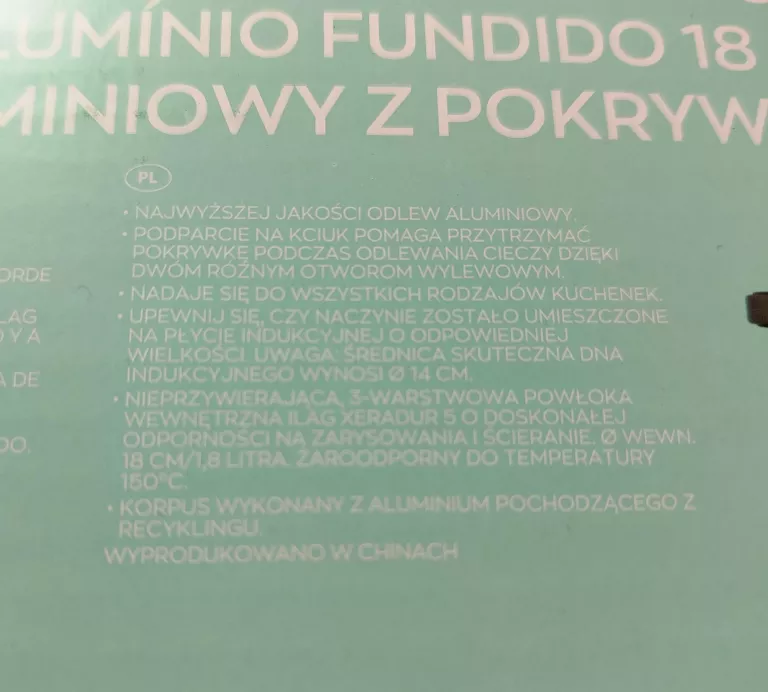 LUMÍNIO FUNDIDO 18
MINIOWY Z POKRYW
PL
• NAJWYŻSZEJ JAKOŚCI ODLEW ALUMINIOWY.
• PODPARCIE NA KCIUK POMAGA PRZYTRZYMAĆ
POKRYWKĘ PODCZAS ODLEWANIA CIECZY DZIĘKI
DWÓM RÓŻNYM OTWOROM WYLEWOWYM.
• NADAJE SIĘ DO WSZYSTKICH RODZAJÓW KUCHENEK.
• UPEWNIJ SIĘ, CZY NACZYNIE ZOSTAŁO UMIESZCZONE
NA PŁYCIE INDUKCYJNEJ O ODPOWIEDNIEJ
WIELKOŚCI. UWAGA: ŚREDNICA SKUTECZNA DNA
INDUKCYJNEGO WYNOSI Ø 14 CM.
• NIEPRZYWIERAJĄCA, 3-WARSTWOWA POWŁOKA
WEWNĘTRZNA ILAG XERADUR 5 O DOSKONAŁEJ
ODPORNOŚCI NA ZARYSOWANIA I ŚCIERANIE. Ø WEWN.
18 CM/1,8 LITRA. ŻAROODPORNY DO TEMPERATURY
150°C.
• KORPUS WYKONANY Z ALUMINIUM POCHODZĄCEGO Z
RECYKLINGU.
WYPRODUKOWANO W CHINACH
ORDE
LAG
O Y A
A DE
DO.